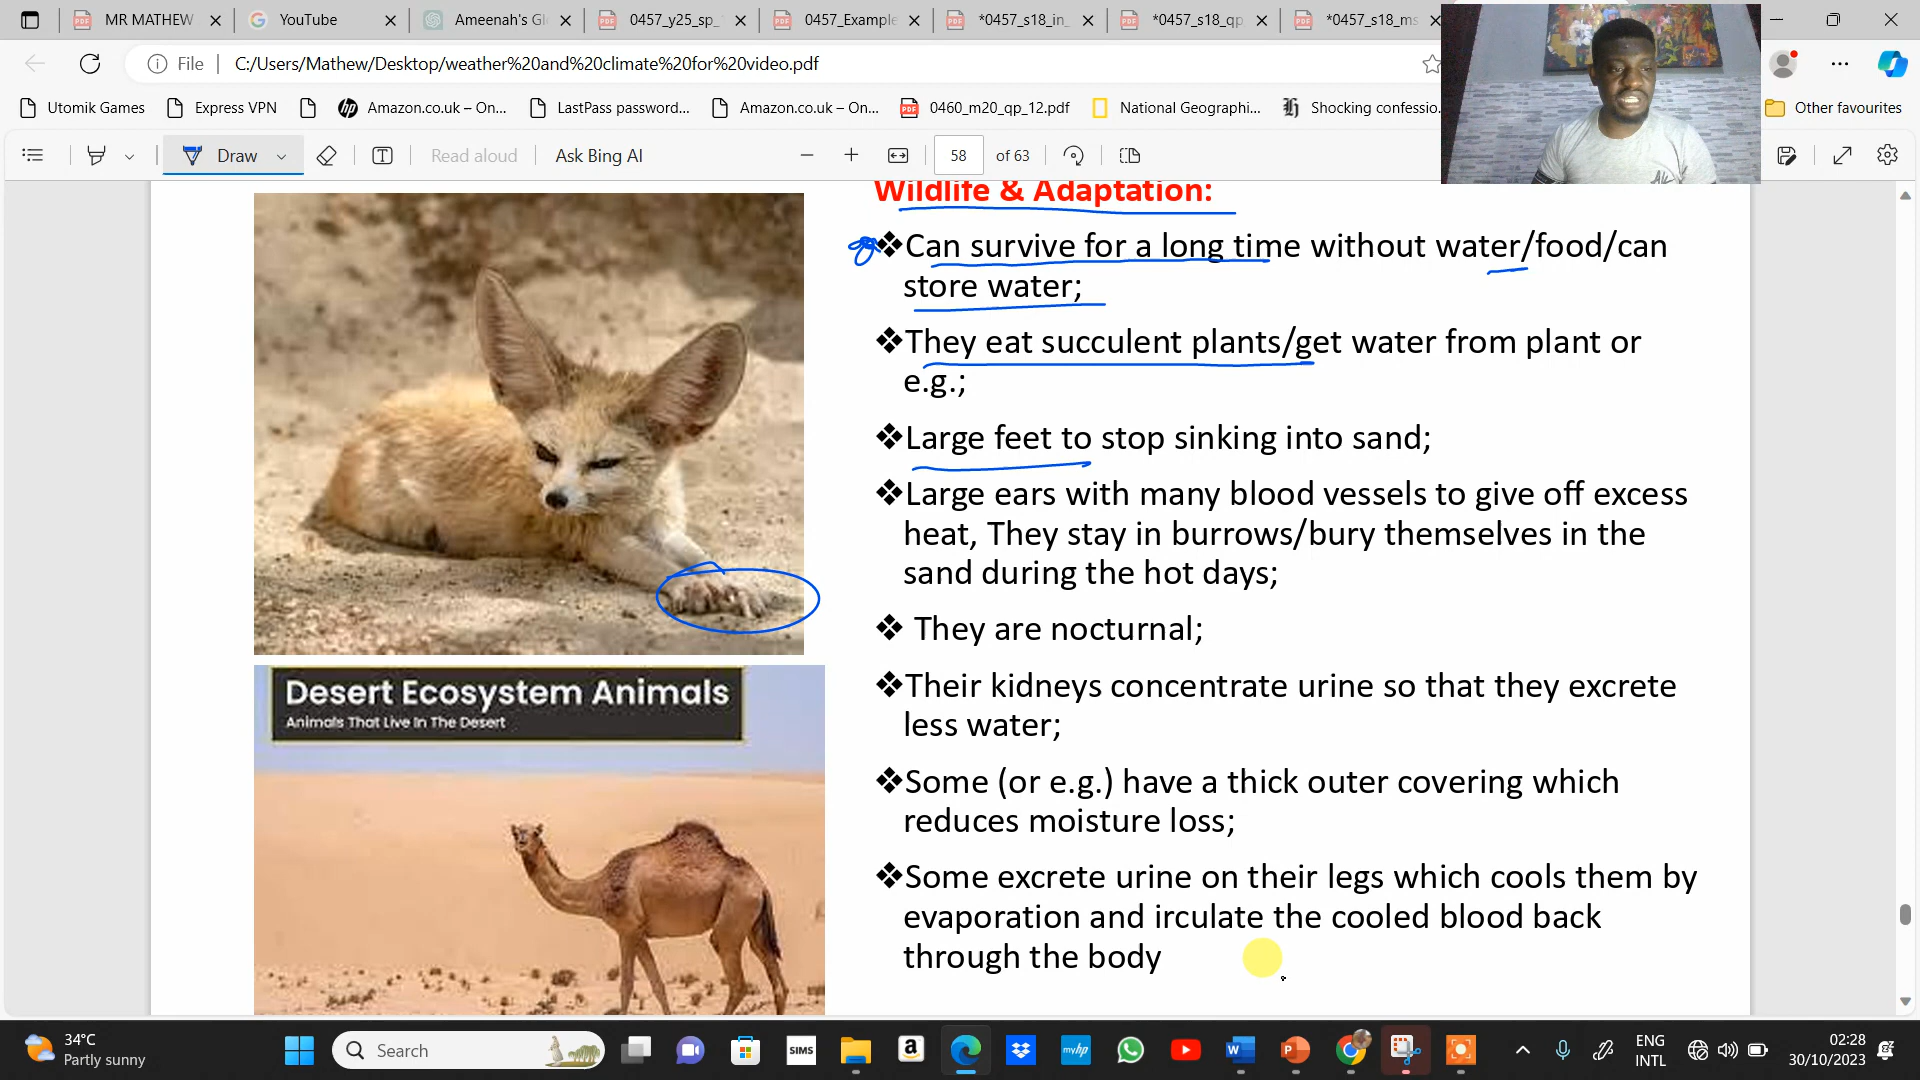 MR MATHEW
YouTube
Ameenah's Gl
0457_y25_sp_
0457_Example
*0457_s18_in_
*0457_s18_qp
*0457_s18_ms
File
C:/Users/Mathew/Desktop/weather%20and%20climate%20for%20video.pdf
Utomik Games
Express VPN
Amazon.co.uk – On...
LastPass password...
Amazon.co.uk – On...
0460_m20_qp_12.pdf
National Geographi...
Shocking confessio.
Other favourites
Draw
Read aloud
Ask Bing AI
58 of 63
Wildlife & Adaptation:
❖Can survive for a long time without water/food/can
store water;
❖They eat succulent plants/get water from plant or
e.g.;
❖Large feet to stop sinking into sand;
❖Large ears with many blood vessels to give off excess
heat, They stay in burrows/bury themselves in the
sand during the hot days;
❖ They are nocturnal;
❖Their kidneys concentrate urine so that they excrete
less water;
❖Some (or e.g.) have a thick outer covering which
reduces moisture loss;
❖Some excrete urine on their legs which cools them by
evaporation and irculate the cooled blood back
through the body
Desert Ecosystem Animals
Animals That Live In The Desert
34°C
Partly sunny
Search
SIMS
myhp
ENG
INTL
02:28
30/10/2023